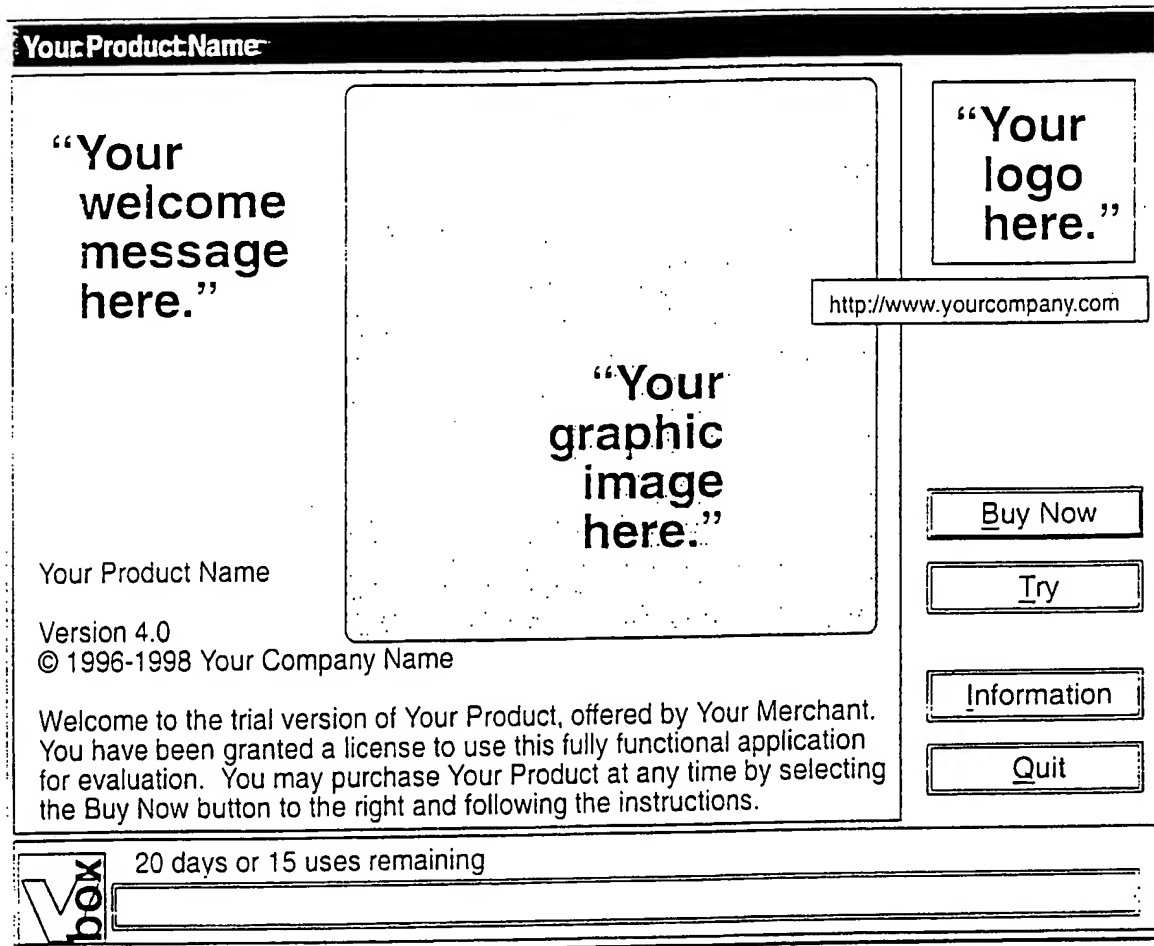 Your Product Name
“Your
welcome
message
here.”
“Your
graphic
image
here.”
“Your
logo
here.”
http://www.yourcompany.com
Buy Now
Try
Information
Quit
Your Product Name
Version 4.0
© 1996-1998 Your Company Name
Welcome to the trial version of Your Product, offered by Your Merchant.
You have been granted a license to use this fully functional application
for evaluation. You may purchase Your Product at any time by selecting
the Buy Now button to the right and following the instructions.
Vbox
20 days or 15 uses remaining